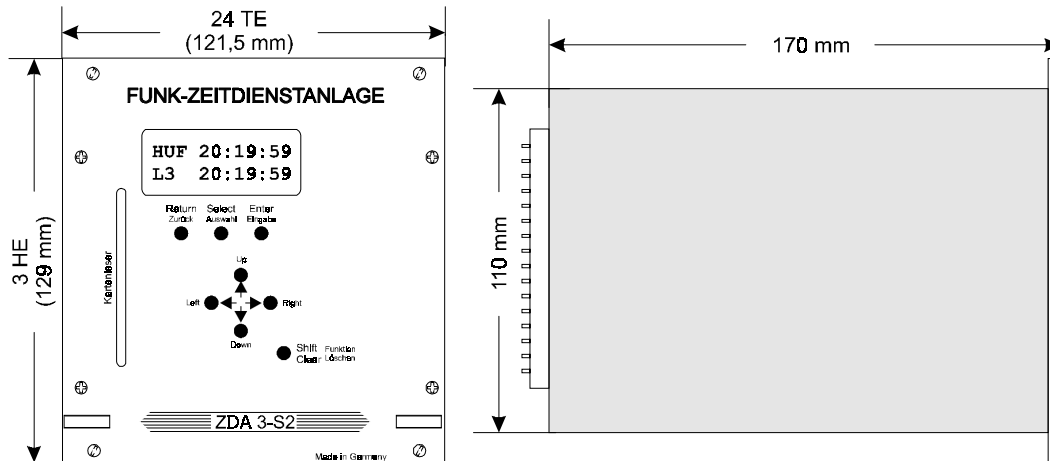 24 TE
(121,5 mm)
170 mm
3 HE
(129 mm)
110 mm
FUNK-ZEITDIENSTANLAGE
HUF 20:19:59
L3 20:19:59
Return Select Enter
Zurück Auswahl Eingabe
Kartenleser
Up
Left Right
Down
Shift Funktion
Clear Löschen
ZDA 3-S2
Made in Germany